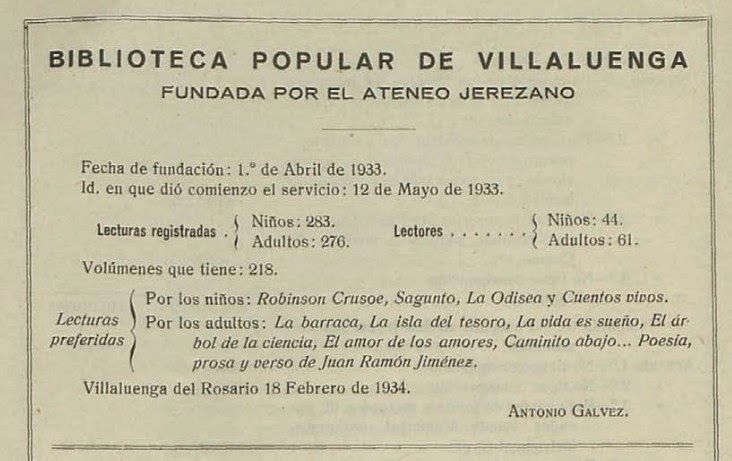 BIBLIOTECA POPULAR DE VILLALUENGA
FUNDADA POR EL ATENEO JEREZANO
Fecha de fundación: 1.º de Abril de 1933.
Id. en que dió comienzo el servicio: 12 de Mayo de 1933.
Lecturas registradas . { Niños: 283. Adultos: 276. Lectores . . . . . . . { Niños: 44. Adultos: 61.
Volúmenes que tiene: 218.
Lecturas preferidas { Por los niños: Robinson Crusoe, Sagunto, La Odisea y Cuentos vivos.
Por los adultos: La barraca, La isla del tesoro, La vida es sueño, El ár-
bol de la ciencia, El amor de los amores, Caminito abajo... Poesía,
prosa y verso de Juan Ramón Jiménez.
Villaluenga del Rosario 18 Febrero de 1934.
ANTONIO GALVEZ.